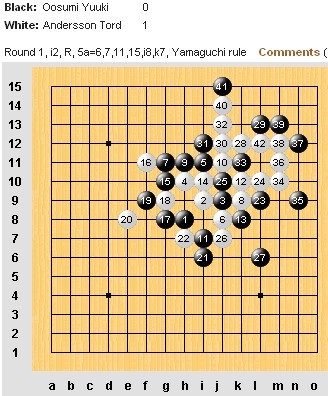 Black: Oosumi Yuuki 0
White: Andersson Tord 1
Round 1, i2, R, 5a=6,7,11,15,i8,k7, Yamaguchi rule Comments (
15 41
14 40
13 32 29 39
12 31 30 28 42 38 37
11 16 7 9 5 10 33 36
10 15 4 14 25 12 24 34
9 19 18 2 3 8 23 35
8 20 17 1 6 13
7 22 11 26
6 21 27
5
4
3
2
1
a b c d e f g h i j k l m n o